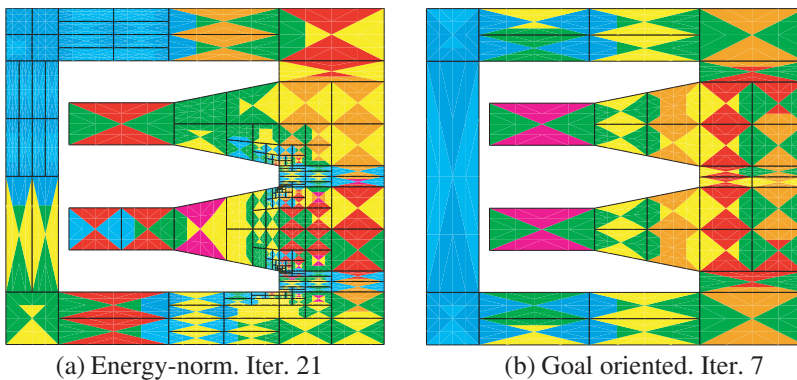 (a) Energy-norm. Iter. 21
(b) Goal oriented. Iter. 7